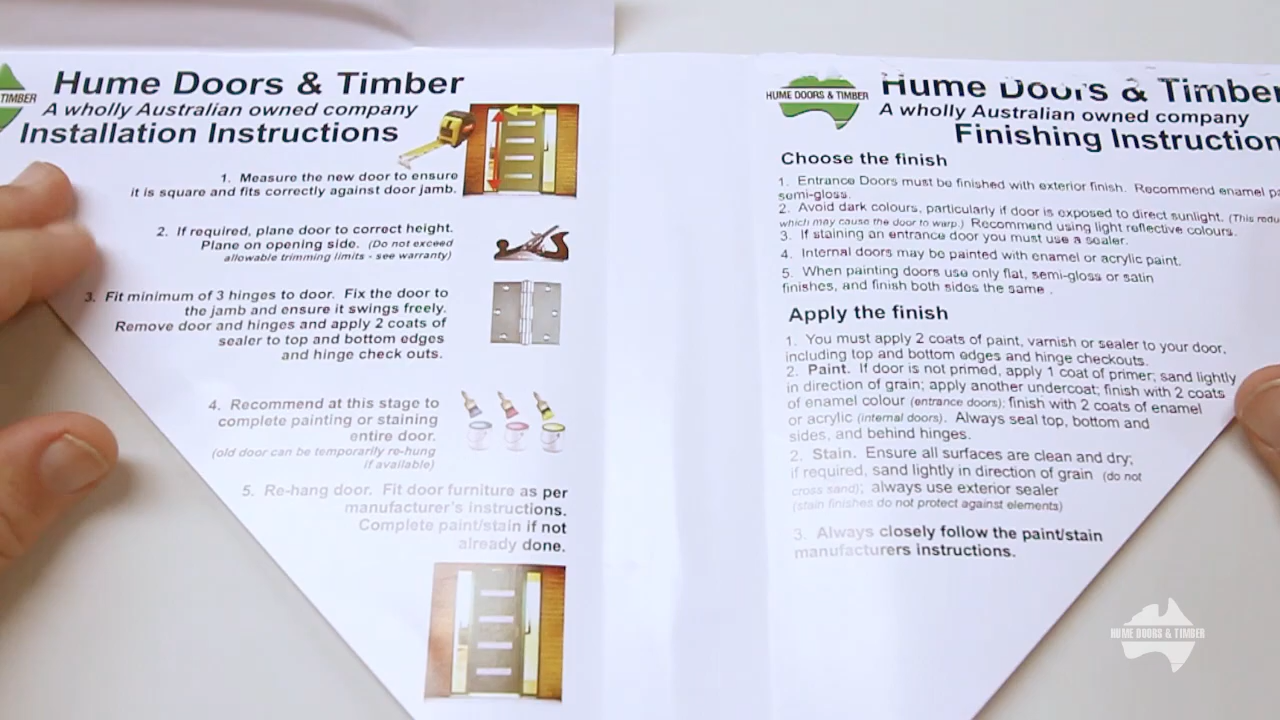 TIMBER
Hume Doors & Timber
A wholly Australian owned company
Installation Instructions
1. Measure the new door to ensure
it is square and fits correctly against door jamb.
2. If required, plane door to correct height.
Plane on opening side. (Do not exceed
allowable trimming limits - see warranty)
3. Fit minimum of 3 hinges to door. Fix the door to
the jamb and ensure it swings freely.
Remove door and hinges and apply 2 coats of
sealer to top and bottom edges
and hinge check outs.
4. Recommend at this stage to
complete painting or staining
entire door.
(old door can be temporarily re-hung
if available)
5. Re-hang door. Fit door furniture as per
manufacturer's instructions.
Complete paint/stain if not
already done.
HUME DOORS & TIMBER
Hume Doors & Timber
A wholly Australian owned company
Finishing Instruction
Choose the finish
1. Entrance Doors must be finished with exterior finish. Recommend enamel
semi-gloss.
2. Avoid dark colours, particularly if door is exposed to direct sunlight. (This
which may cause the door to warp.) Recommend using light reflective colours.
3. If staining an entrance door you must use a sealer.
4. Internal doors may be painted with enamel or acrylic paint.
5. When painting doors use only flat, semi-gloss or satin
finishes, and finish both sides the same .
Apply the finish
1. You must apply 2 coats of paint, varnish or sealer to your door,
including top and bottom edges and hinge checkouts.
2. Paint. If door is not primed, apply 1 coat of primer; sand lightly
in direction of grain; apply another undercoat; finish with 2 coats
of enamel colour (entrance doors); finish with 2 coats of enamel
or acrylic (internal doors). Always seal top, bottom and
sides, and behind hinges.
2. Stain. Ensure all surfaces are clean and dry;
if required, sand lightly in direction of grain (do not
cross sand); always use exterior sealer
(stain finishes do not protect against elements)
3. Always closely follow the paint/stain
manufacturers instructions.
HUME DOORS & TIMBER